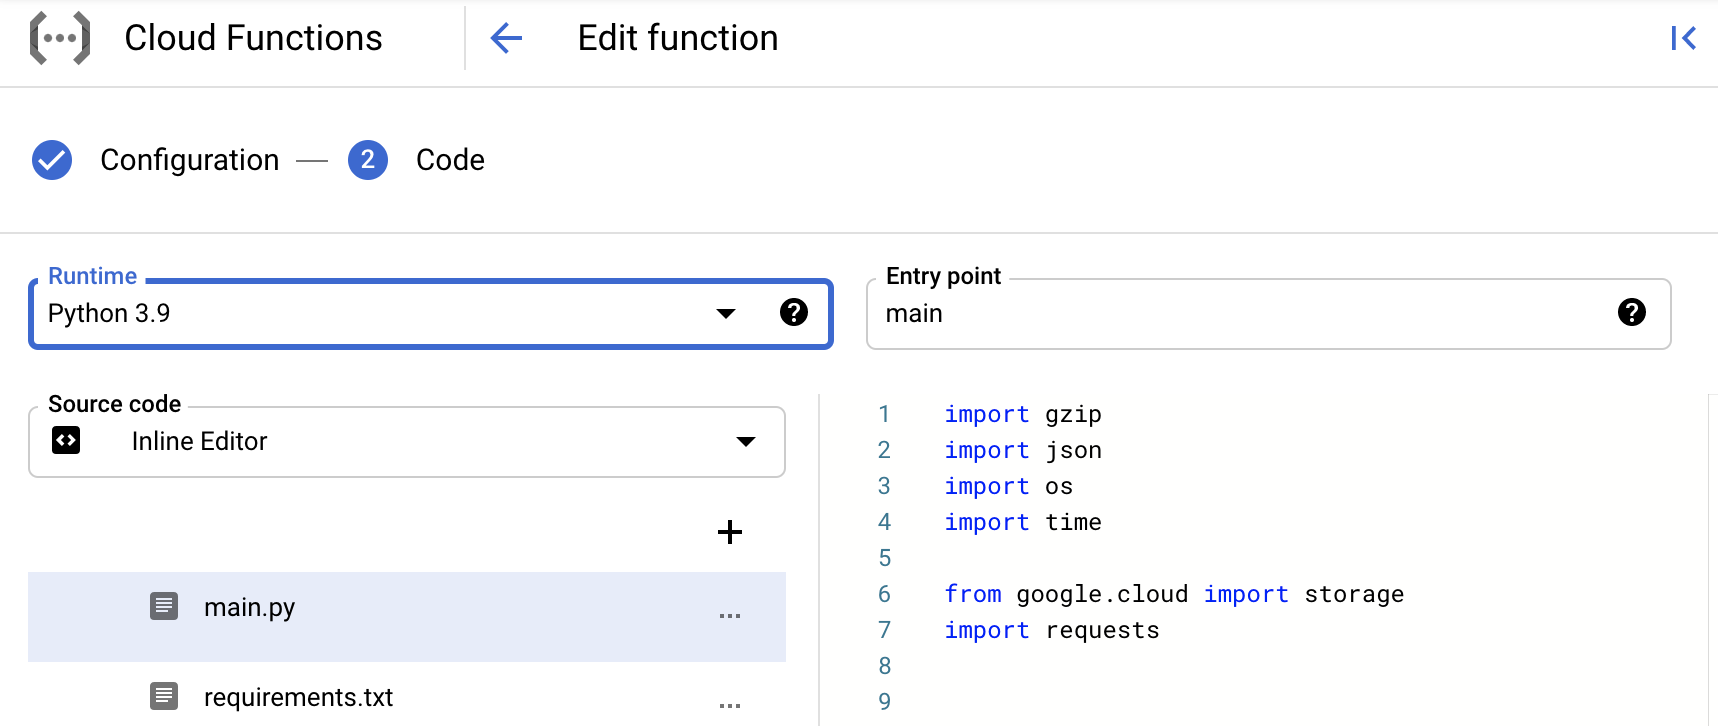 Cloud Functions
Edit function
Configuration
2
Code
Runtime
Python 3.9
Entry point
main
Source code
Inline Editor
main.py
requirements.txt
1 import gzip
2 import json
3 import os
4 import time
5
6 from google.cloud import storage
7 import requests
8
9